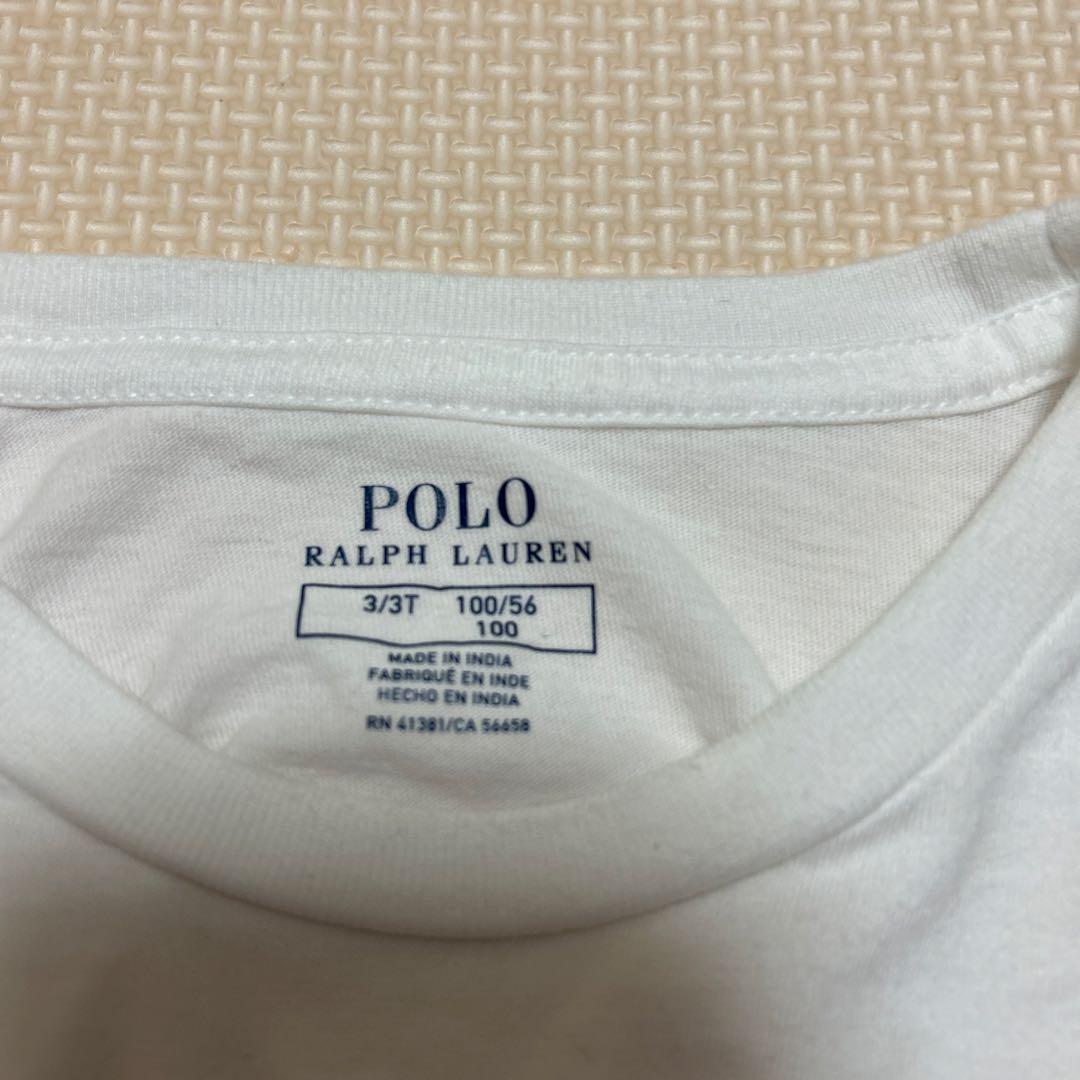 POLO
RALPH LAUREN
3/3T 100/56
100
MADE IN INDIA
FABRIQUÉ EN INDE
HECHO EN INDIA
RN 41381/CA 56658